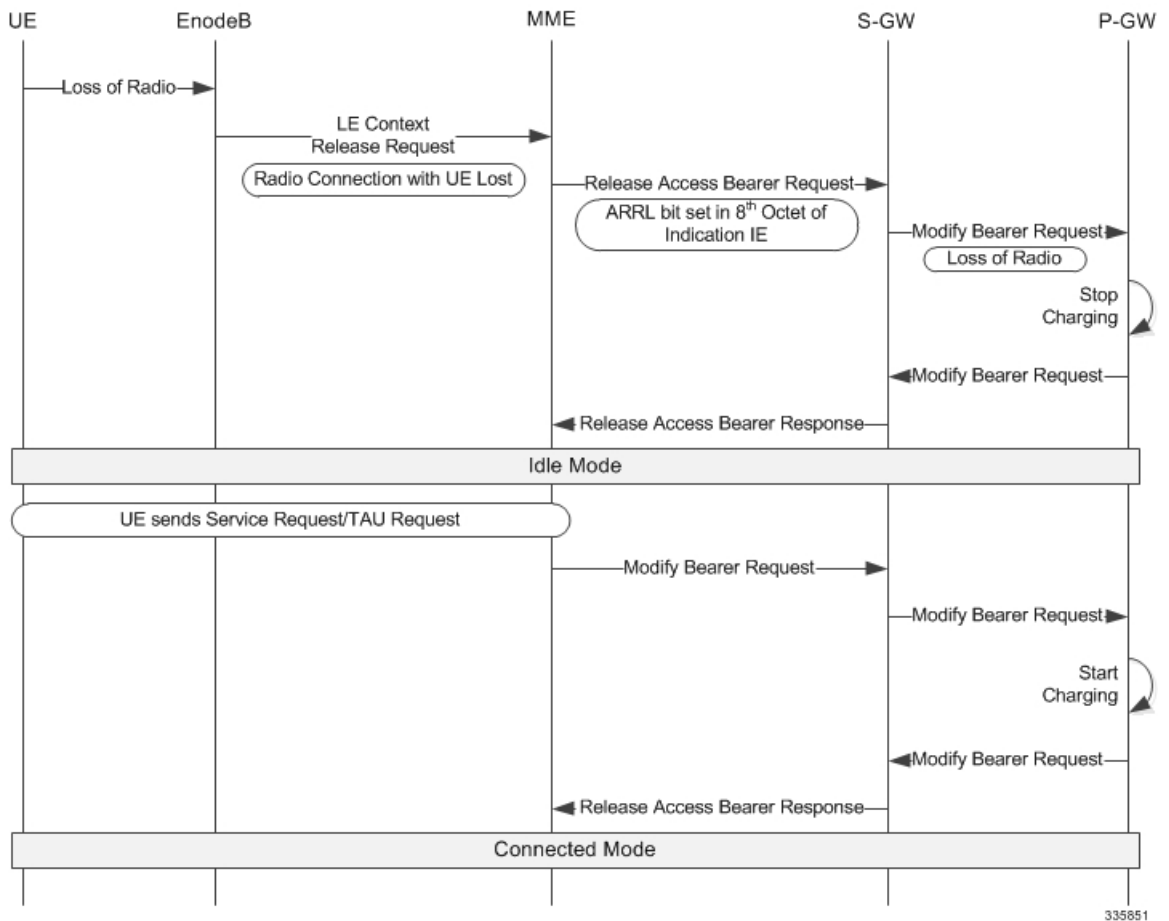 UE EnodeB MME S-GW P-GW
Loss of Radio
LE Context
Release Request
Radio Connection with UE Lost
Release Access Bearer Request
ARRL bit set in 8th Octet of
Indication IE
Modify Bearer Request
Loss of Radio
Stop
Charging
Modify Bearer Request
Release Access Bearer Response
Idle Mode
UE sends Service Request/TAU Request
Modify Bearer Request
Modify Bearer Request
Start
Charging
Modify Bearer Request
Release Access Bearer Response
Connected Mode
335851